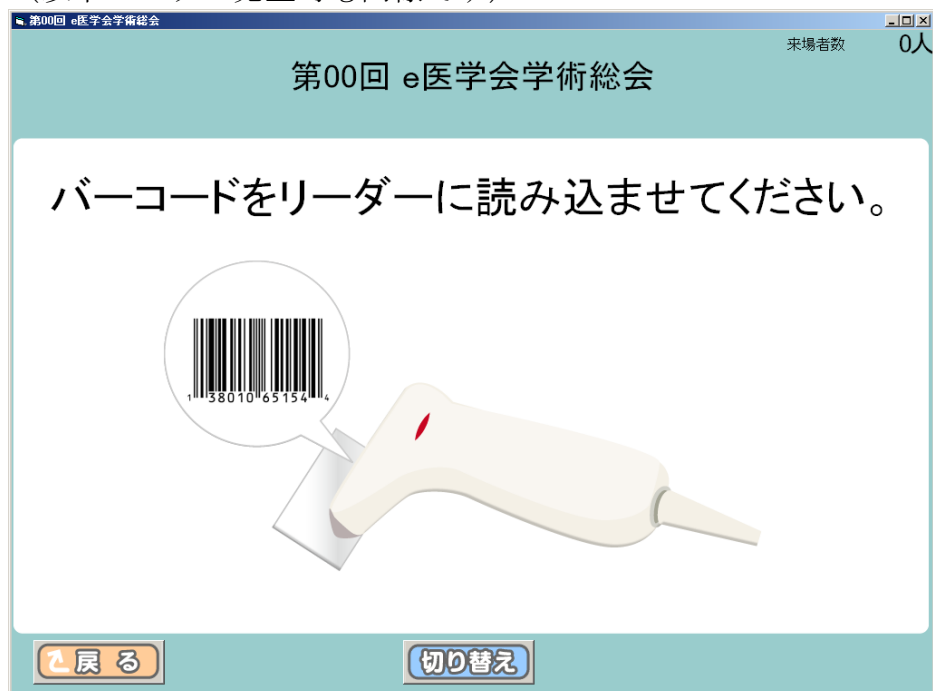 第00回 e医学会学術総会
来場者数 0人
第00回 e医学会学術総会
バーコードをリーダーに読み込ませてください。
1 38010 65154 4
戻る
切り替え